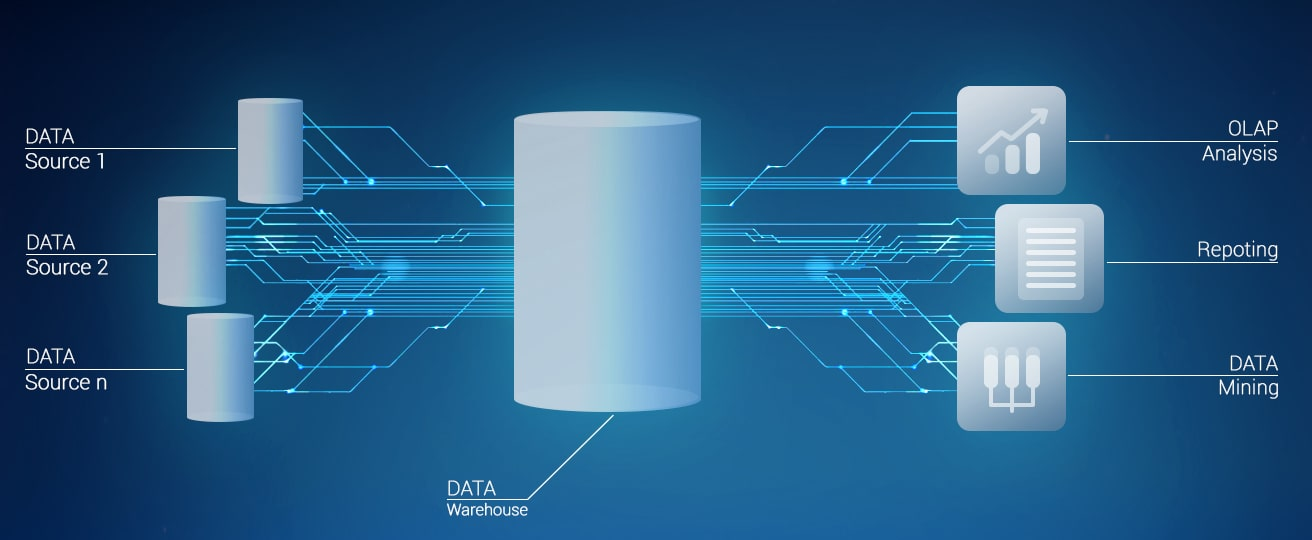 DATA
Source 1
DATA
Source 2
DATA
Source n
DATA
Warehouse
OLAP
Analysis
Repoting
DATA
Mining